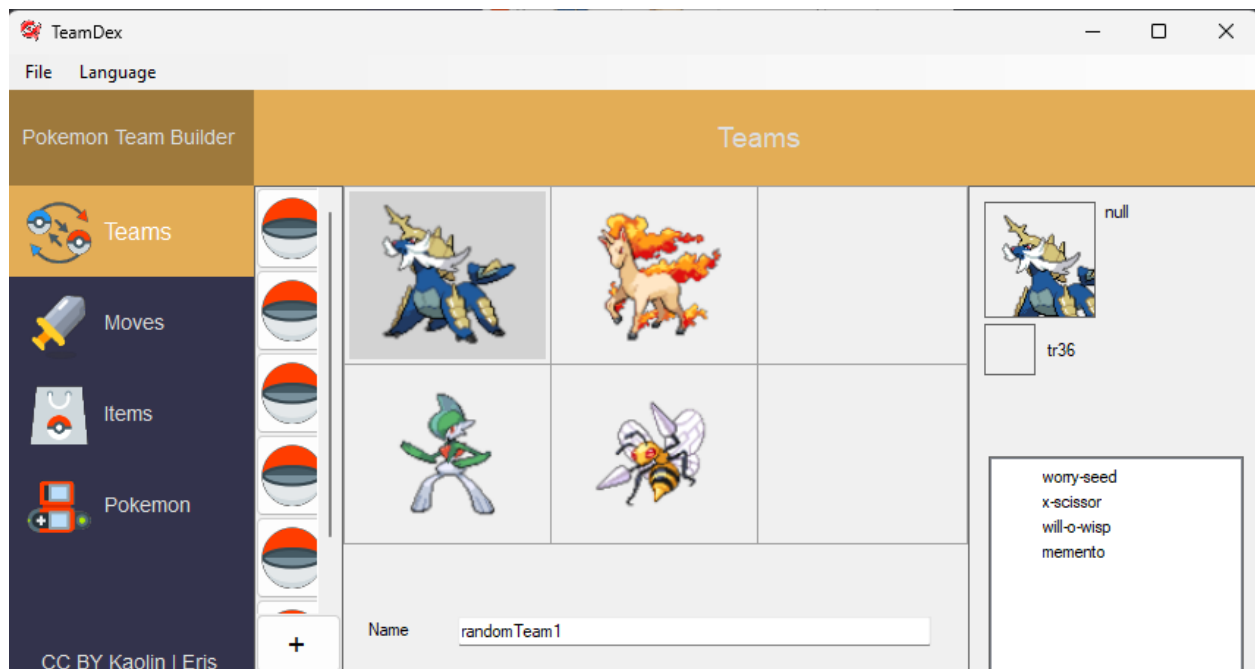 TeamDex
File Language
Pokemon Team Builder
Teams
Teams
Moves
Items
Pokemon
CC BY Kaolin | Eris
+
Name
randomTeam1
null
tr36
worry-seed
x-scissor
will-o-wisp
memento